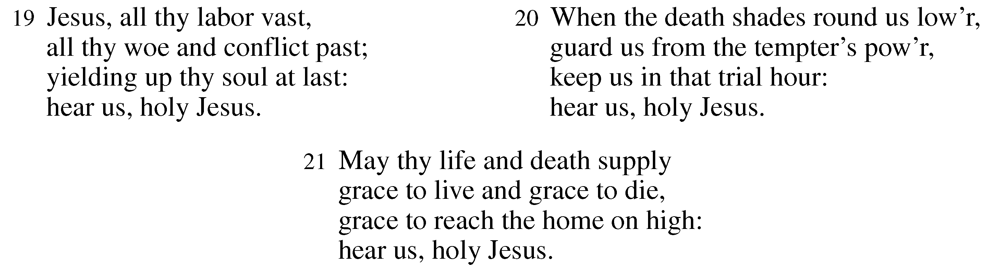 19 Jesus, all thy labor vast,
all thy woe and conflict past;
yielding up thy soul at last:
hear us, holy Jesus.
20 When the death shades round us low’r,
guard us from the tempter’s pow’r,
keep us in that trial hour:
hear us, holy Jesus.
21 May thy life and death supply
grace to live and grace to die,
grace to reach the home on high:
hear us, holy Jesus.